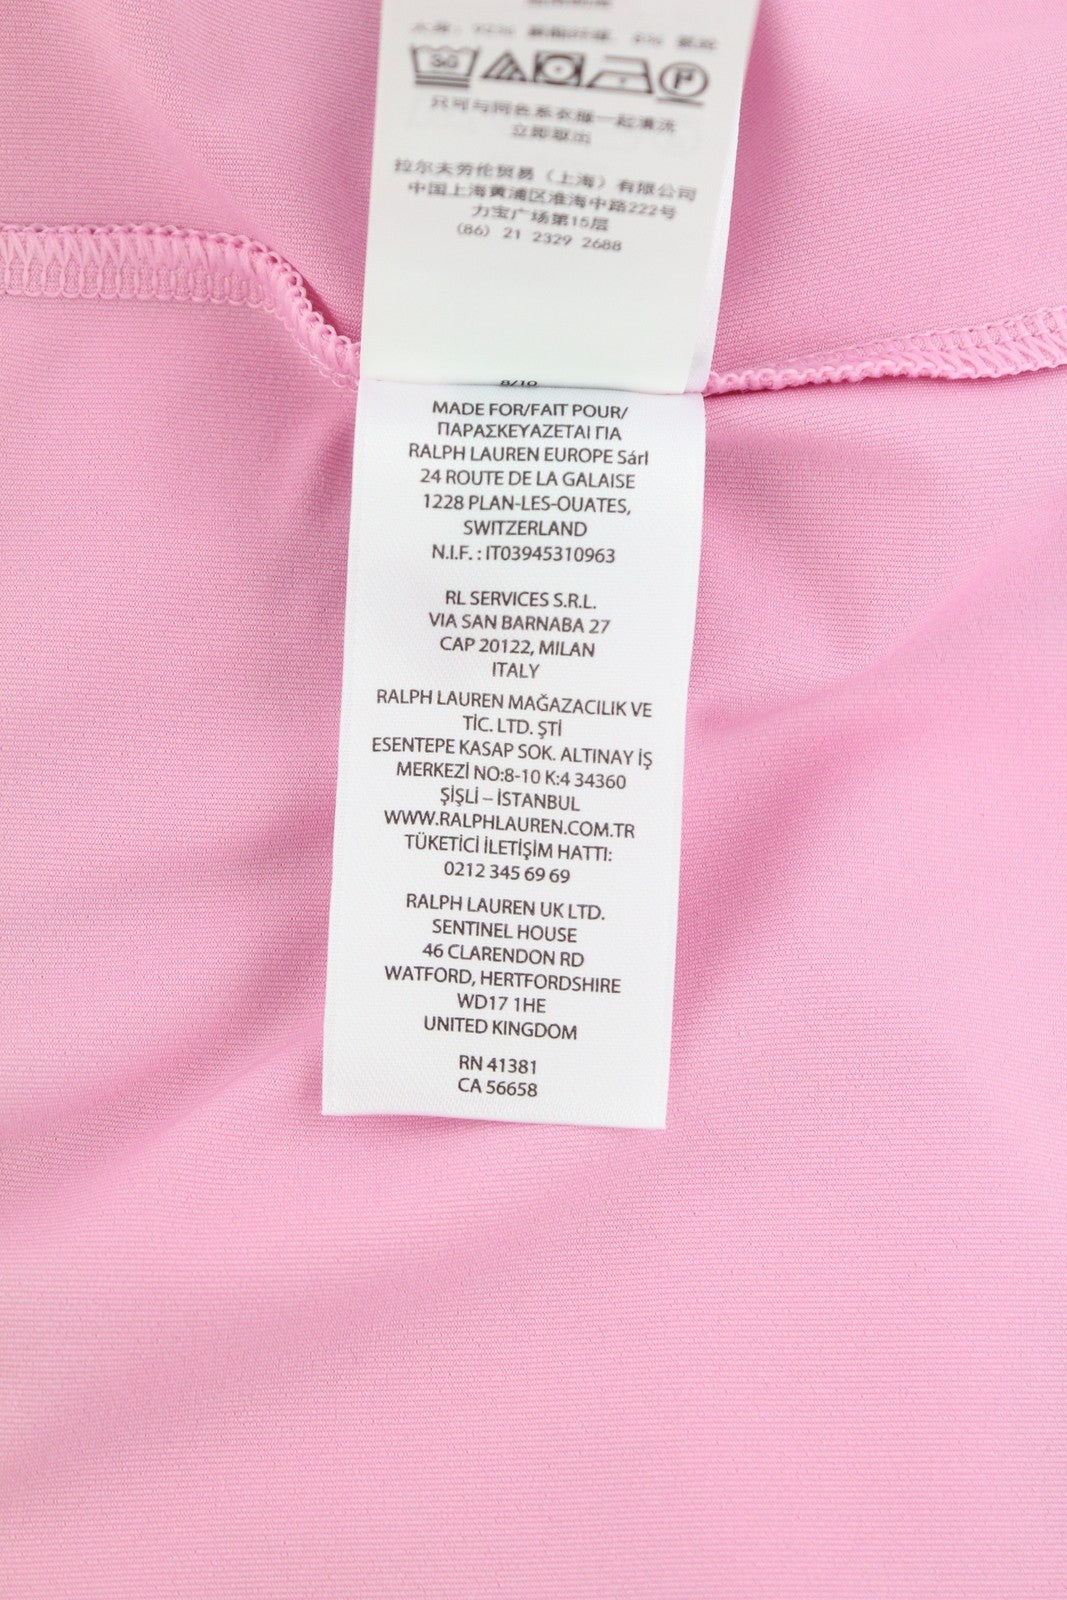 只可与同色系衣服一起清洗
立即取出
拉尔夫劳伦贸易（上海）有限公司
中国上海黄浦区淮海中路222号
力宝广场第15层
(86) 21 2329 2688
8/10
MADE FOR/FAIT POUR/
ΠΑΡΑΣΚΕΥΑΖΕΤΑΙ ΓΙΑ
RALPH LAUREN EUROPE Sárl
24 ROUTE DE LA GALAISE
1228 PLAN-LES-OUATES,
SWITZERLAND
N.I.F. : IT03945310963
RL SERVICES S.R.L.
VIA SAN BARNABA 27
CAP 20122, MILAN
ITALY
RALPH LAUREN MAĞAZACILIK VE
TİC. LTD. ŞTİ
ESENTEPE KASAP SOK. ALTINAY İŞ
MERKEZİ NO:8-10 K:4 34360
ŞİŞLİ – İSTANBUL
WWW.RALPHLAUREN.COM.TR
TÜKETİCİ İLETİŞİM HATTI:
0212 345 69 69
RALPH LAUREN UK LTD.
SENTINEL HOUSE
46 CLARENDON RD
WATFORD, HERTFORDSHIRE
WD17 1HE
UNITED KINGDOM
RN 41381
CA 56658